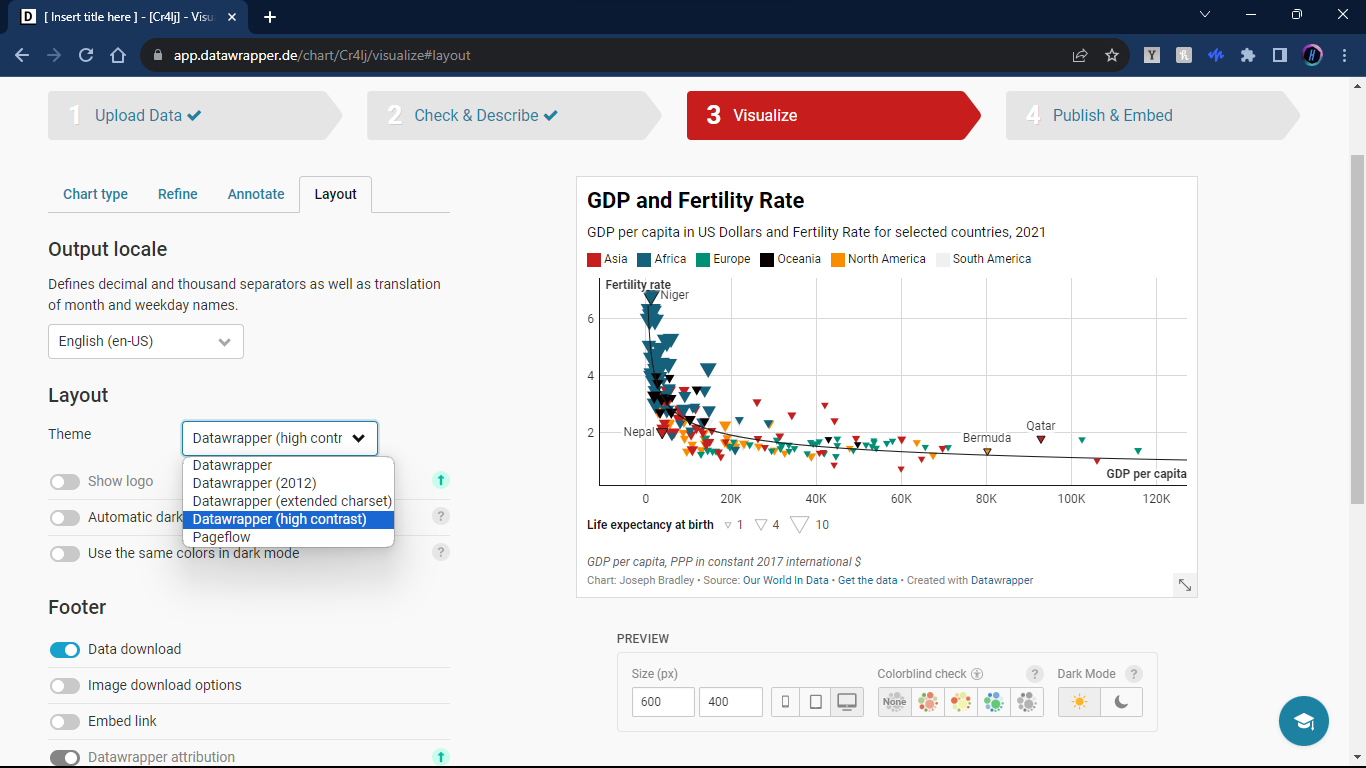 [ Insert title here ] - [Cr4lj] - Visu
app.datawrapper.de/chart/Cr4lj/visualize#layout
1 Upload Data
2 Check & Describe
3 Visualize
4 Publish & Embed
Chart type Refine Annotate Layout
Output locale
Defines decimal and thousand separators as well as translation
of month and weekday names.
English (en-US)
Layout
Theme
Datawrapper (high contr
Datawrapper
Datawrapper (2012)
Datawrapper (extended charset)
Datawrapper (high contrast)
Pageflow
Show logo
Automatic dark
Use the same colors in dark mode
Footer
Data download
Image download options
Embed link
Datawrapper attribution
GDP and Fertility Rate
GDP per capita in US Dollars and Fertility Rate for selected countries, 2021
Asia Africa Europe Oceania North America South America
Fertility rate
Niger
6
4
2
Nepal
Bermuda
Qatar
GDP per capita
0 20K 40K 60K 80K 100K 120K
Life expectancy at birth 1 4 10
GDP per capita, PPP in constant 2017 international $
Chart: Joseph Bradley • Source: Our World In Data • Get the data • Created with Datawrapper
PREVIEW
Size (px) Colorblind check ? Dark Mode ?
600 400 None